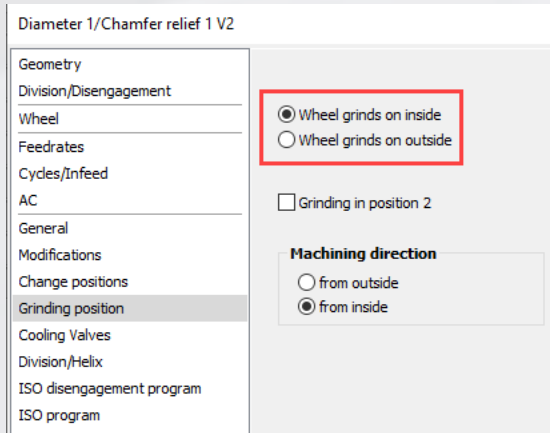 Diameter 1/Chamfer relief 1 V2
Geometry
Division/Disengagement
Wheel
Feedrates
Cycles/Infeed
AC
General
Modifications
Change positions
Grinding position
Cooling Valves
Division/Helix
ISO disengagement program
ISO program
Wheel grinds on inside
Wheel grinds on outside
Grinding in position 2
Machining direction
from outside
from inside